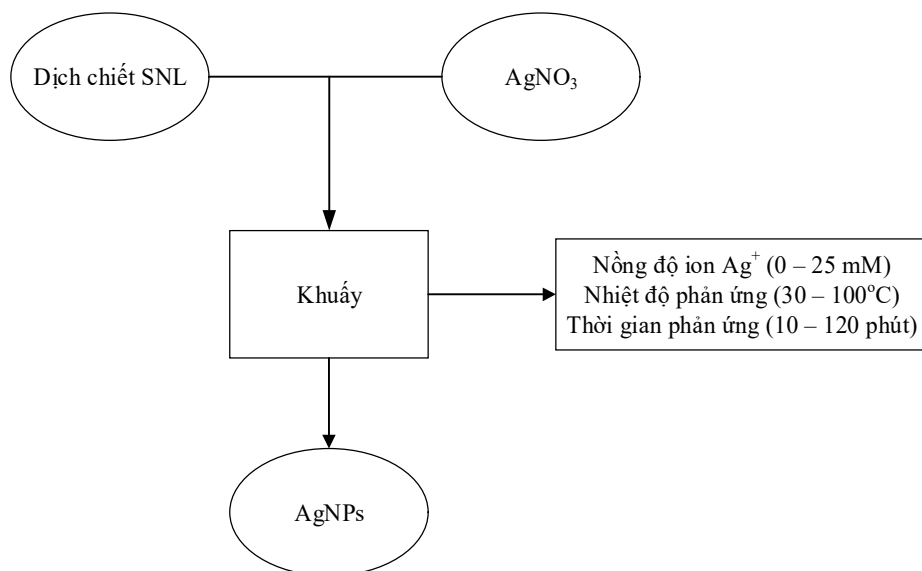 Dịch chiết SNL
AgNO₃
Khuấy
Nồng độ ion Ag⁺ (0 – 25 mM)
Nhiệt độ phản ứng (30 – 100°C)
Thời gian phản ứng (10 – 120 phút)
AgNPs